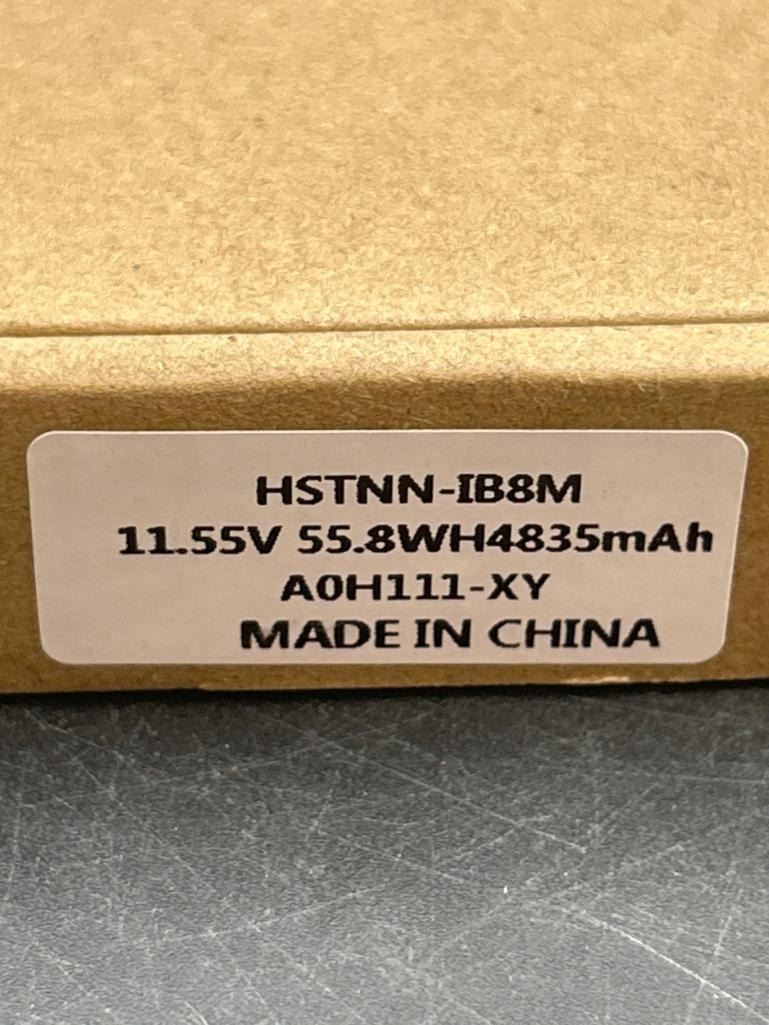 HSTNN-IB8M
11.55V 55.8WH4835mAh
A0H111-XY
MADE IN CHINA